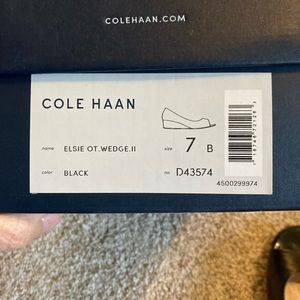 COLEHAAN.COM
COLE HAAN
name ELSIE OT.WEDGE.II size 7 B
color BLACK no. D43574
4500299974